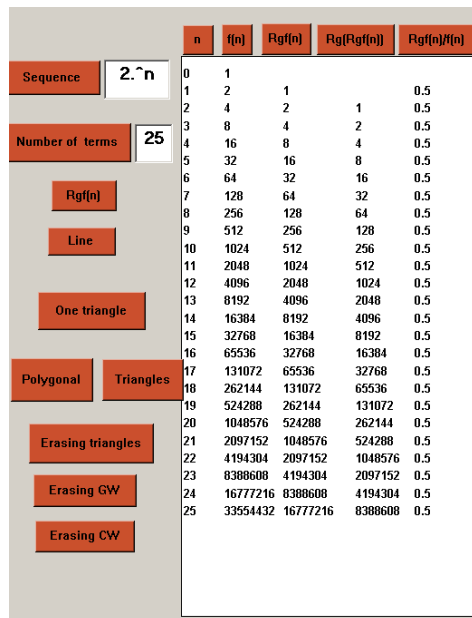 n f(n) Rgf(n) Rg(Rgf(n)) Rgf(n)/f(n)
Sequence 2.^n
Number of terms 25
Rgf(n)
Line
One triangle
Polygonal Triangles
Erasing triangles
Erasing GW
Erasing CW
0 1
1 2 1 0.5
2 4 2 1 0.5
3 8 4 2 0.5
4 16 8 4 0.5
5 32 16 8 0.5
6 64 32 16 0.5
7 128 64 32 0.5
8 256 128 64 0.5
9 512 256 128 0.5
10 1024 512 256 0.5
11 2048 1024 512 0.5
12 4096 2048 1024 0.5
13 8192 4096 2048 0.5
14 16384 8192 4096 0.5
15 32768 16384 8192 0.5
16 65536 32768 16384 0.5
17 131072 65536 32768 0.5
18 262144 131072 65536 0.5
19 524288 262144 131072 0.5
20 1048576 524288 262144 0.5
21 2097152 1048576 524288 0.5
22 4194304 2097152 1048576 0.5
23 8388608 4194304 2097152 0.5
24 16777216 8388608 4194304 0.5
25 33554432 16777216 8388608 0.5